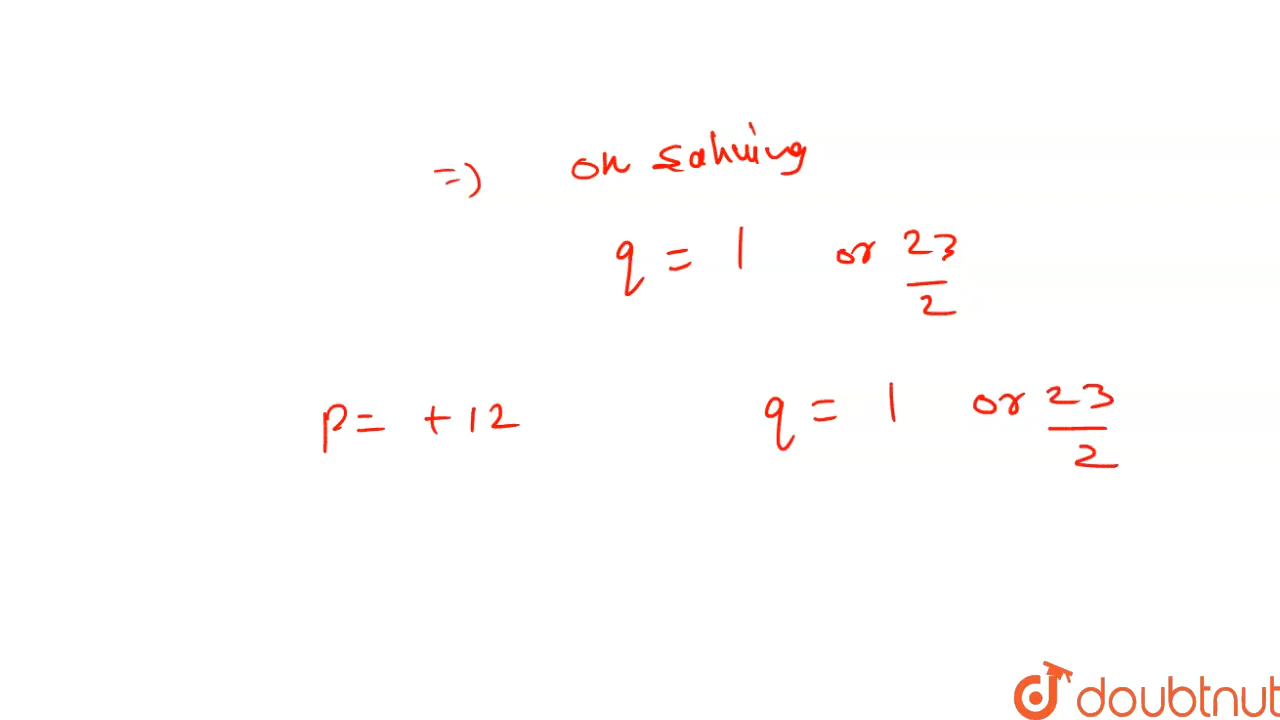 => on solving
q = 1 or 23/2
p = +12 q = 1 or 23/2
doubtnut